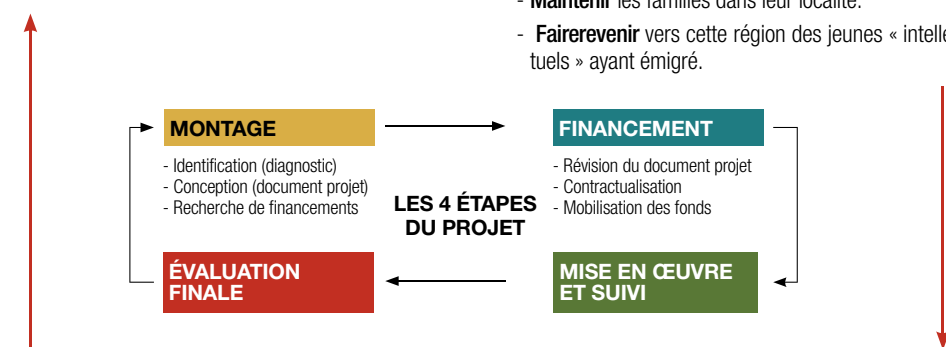 - Maintenir les familles dans leur localité.
- Fairerevenir vers cette région des jeunes « intellec
tuels » ayant émigré.
MONTAGE
- Identification (diagnostic)
- Conception (document projet)
- Recherche de financements
LES 4 ÉTAPES
DU PROJET
FINANCEMENT
- Révision du document projet
- Contractualisation
- Mobilisation des fonds
ÉVALUATION
FINALE
MISE EN ŒUVRE
ET SUIVI